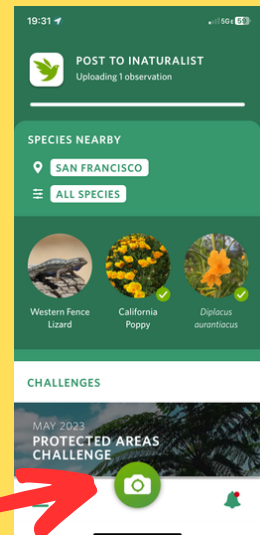 19:31
5G
59
POST TO INATURALIST
Uploading 1 observation
SPECIES NEARBY
SAN FRANCISCO
ALL SPECIES
Western Fence
Lizard
California
Poppy
Diplacus
aurantiacus
CHALLENGES
MAY 2023
PROTECTED AREAS
CHALLENGE